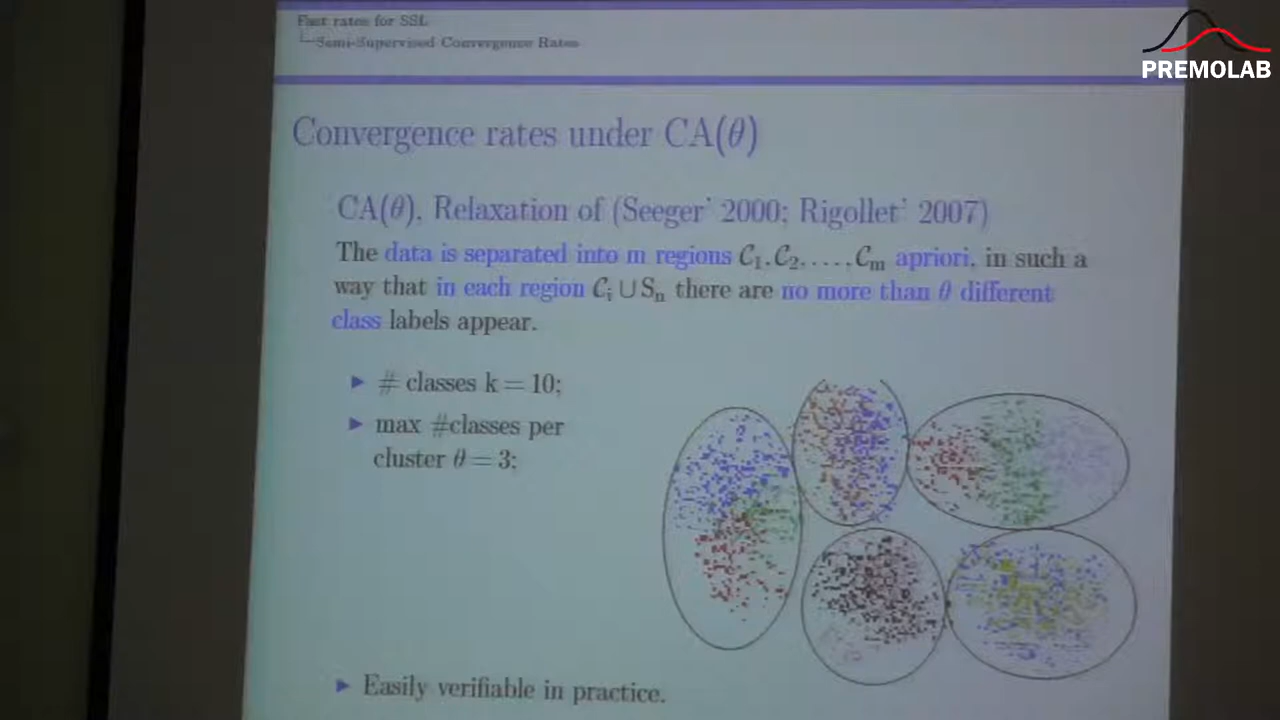 Fast rates for SSL
Semi-Supervised Convergence Rates
PREMOLAB
Convergence rates under CA(θ)
CA(θ), Relaxation of (Seeger' 2000; Rigollet' 2007)
The data is separated into m regions C₁, C₂, . . . , Cₘ apriori, in such a
way that in each region Cᵢ ∪ Sₙ there are no more than θ different
class labels appear.
# classes k = 10;
max #classes per
cluster θ = 3;
Easily verifiable in practice.